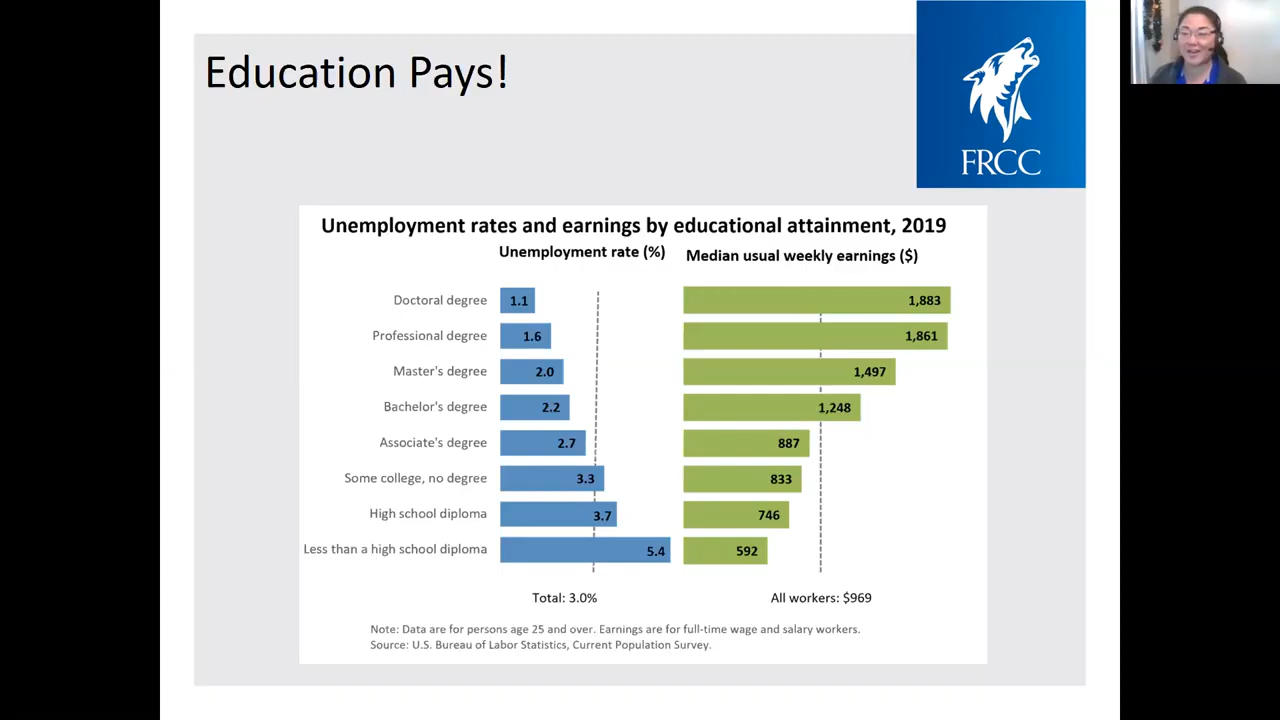 Education Pays!
FRCC
Unemployment rates and earnings by educational attainment, 2019
Unemployment rate (%) Median usual weekly earnings ($)
Doctoral degree 1.1 1,883
Professional degree 1.6 1,861
Master's degree 2.0 1,497
Bachelor's degree 2.2 1,248
Associate's degree 2.7 887
Some college, no degree 3.3 833
High school diploma 3.7 746
Less than a high school diploma 5.4 592
Total: 3.0% All workers: $969
Note: Data are for persons age 25 and over. Earnings are for full-time wage and salary workers.
Source: U.S. Bureau of Labor Statistics, Current Population Survey.